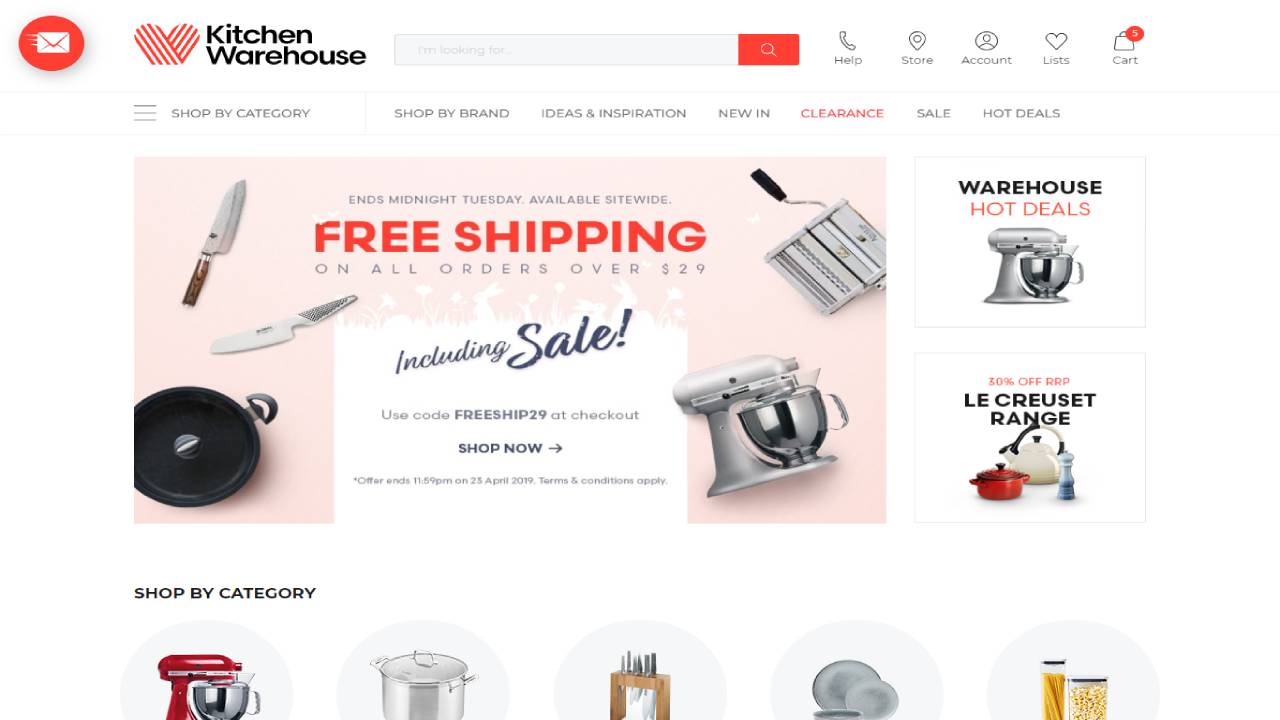 Kitchen
Warehouse
I'm looking for...
Help
Store
Account
Lists
5
Cart
SHOP BY CATEGORY
SHOP BY BRAND
IDEAS & INSPIRATION
NEW IN
CLEARANCE
SALE
HOT DEALS
ENDS MIDNIGHT TUESDAY. AVAILABLE SITEWIDE.
FREE SHIPPING
ON ALL ORDERS OVER $29
Including Sale!
Use code FREESHIP29 at checkout
SHOP NOW →
*Offer ends 11:59pm on 23 April 2019. Terms & conditions apply.
WAREHOUSE
HOT DEALS
30% OFF RRP
LE CREUSET
RANGE
SHOP BY CATEGORY